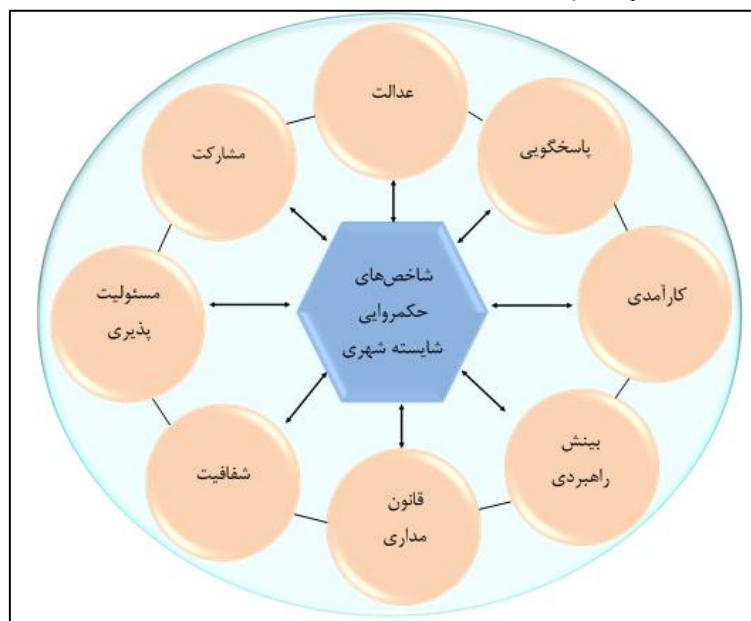 عدالت
پاسخگویی
کارآمدی
بینش
راهبردی
قانون
مداری
شفافیت
مسئولیت
پذیری
مشارکت
شاخص‌های
حکمروایی
شایسته شهری